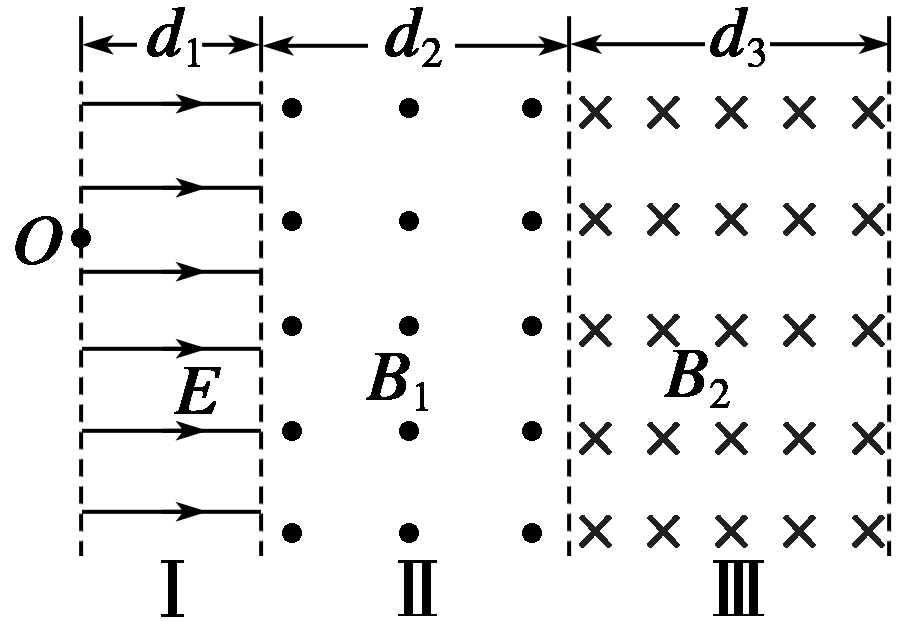 d₁ d₂ d₃
O
E B₁ B₂
Ⅰ Ⅱ Ⅲ